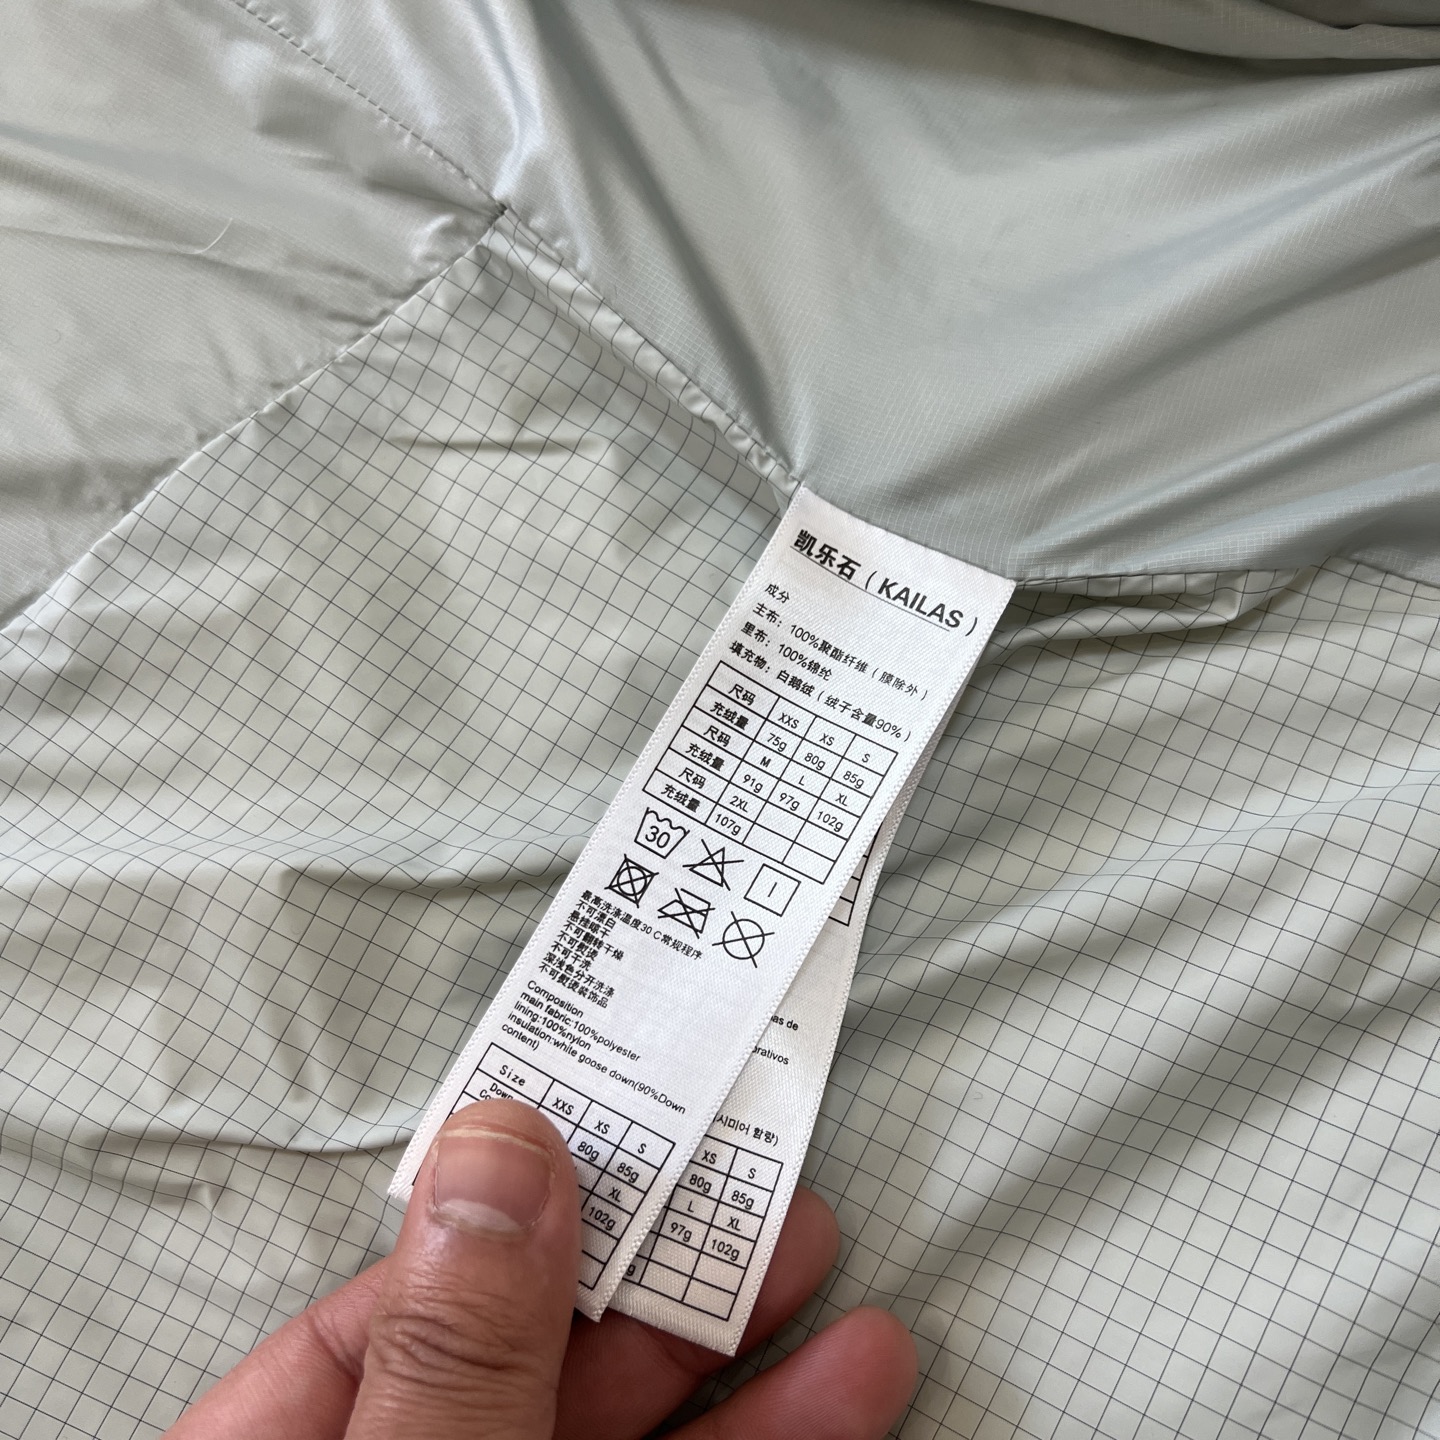 凯乐石（KAILAS）
成分
主布：100%聚酯纤维（膜除外）
里布：100%锦纶
填充物：白鹅绒（绒子含量90%）
尺码 XXS XS S
充绒量 75g 80g 85g
尺码 M L XL
充绒量 91g 97g 102g
尺码 2XL
充绒量 107g
30
最高洗涤温度30C常规程序
不可漂白
悬挂晾干
不可翻转干燥
不可熨烫
不可干洗
深浅色分开洗涤
不可熨烫装饰品
Composition
main fabric:100%polyester
lining:100%nylon
insulation:white goose down(90%Down
content)
Size XXS XS S
Down 80g 85g
XL
102g
de
시미어 함량)
XS S
80g 85g
L XL
97g 102g
g